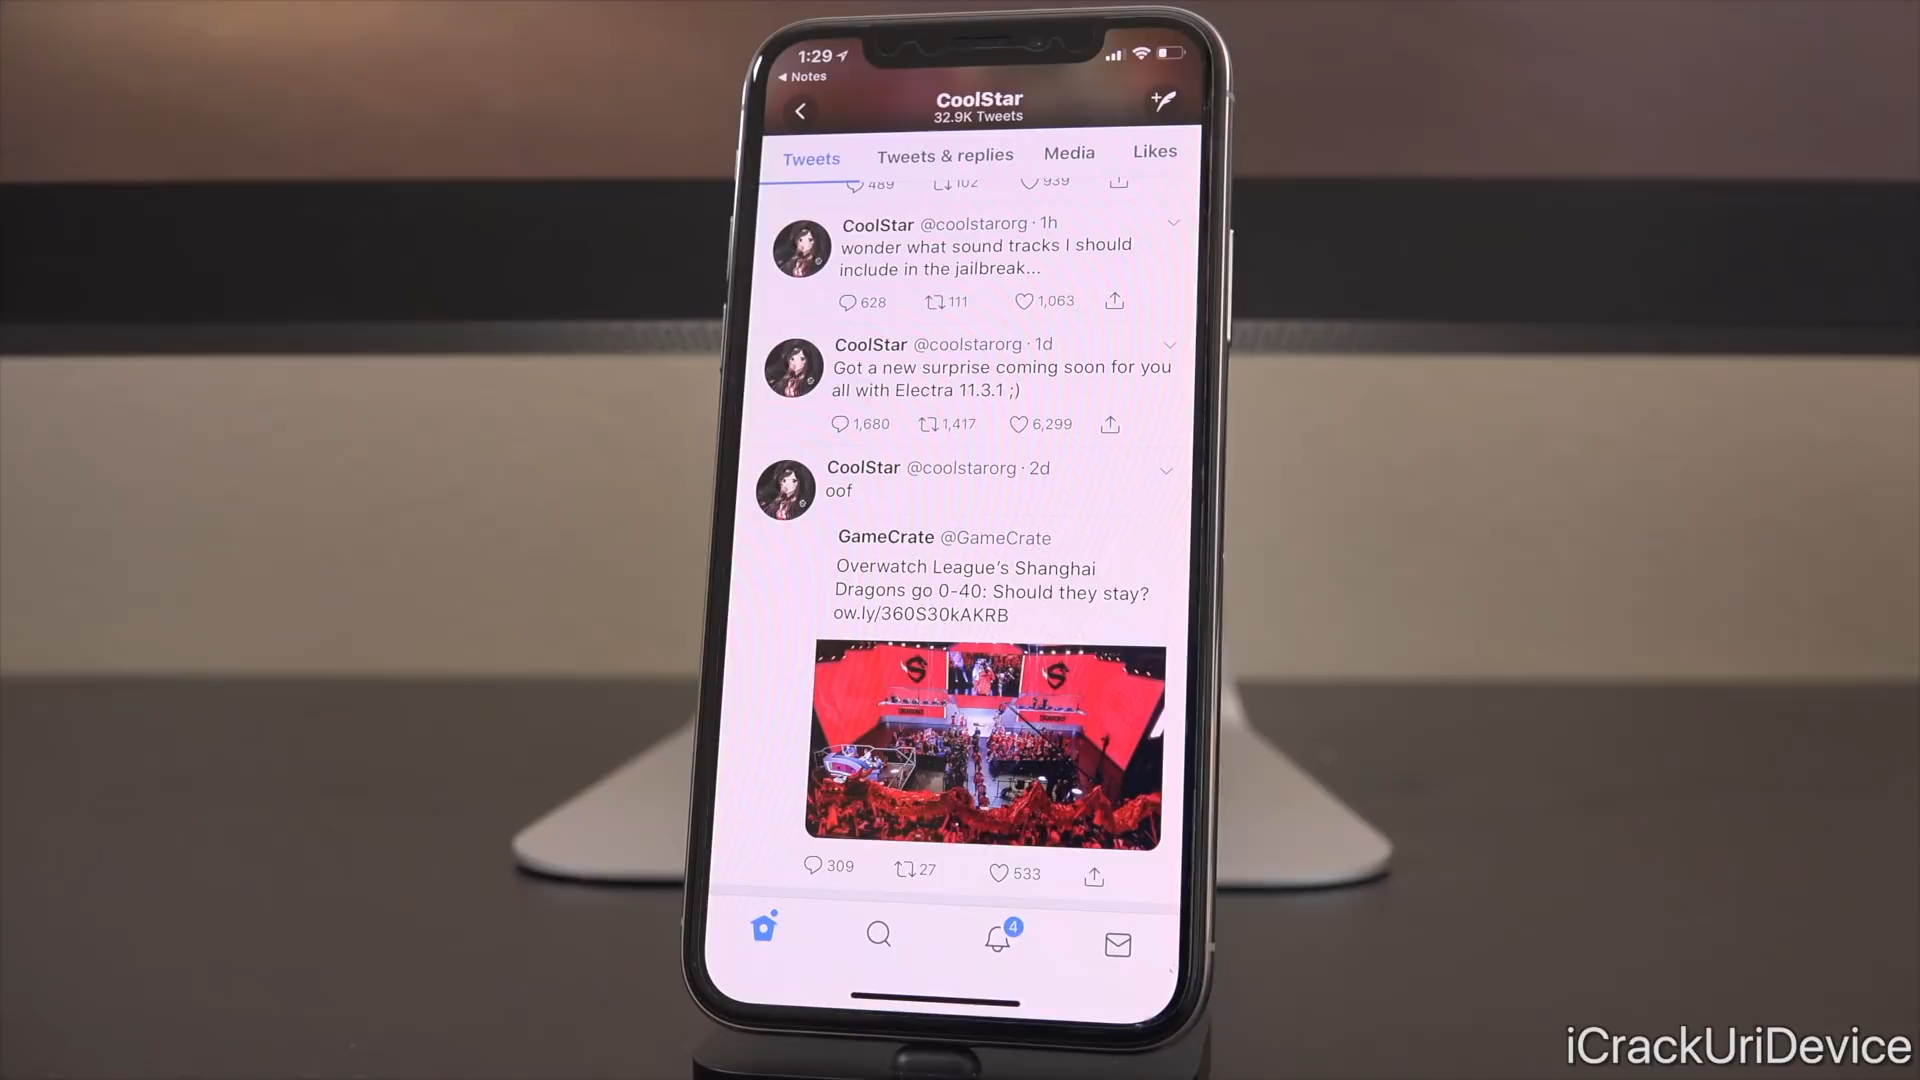 1:29
Notes
CoolStar
32.9K Tweets
Tweets Tweets & replies Media Likes
489 102 939
CoolStar @coolstarorg · 1h
wonder what sound tracks I should
include in the jailbreak...
628 111 1,063
CoolStar @coolstarorg · 1d
Got a new surprise coming soon for you
all with Electra 11.3.1 ;)
1,680 1,417 6,299
CoolStar @coolstarorg · 2d
oof
GameCrate @GameCrate
Overwatch League's Shanghai
Dragons go 0-40: Should they stay?
ow.ly/360S30kAKRB
309 27 533
4
iCrackUriDevice